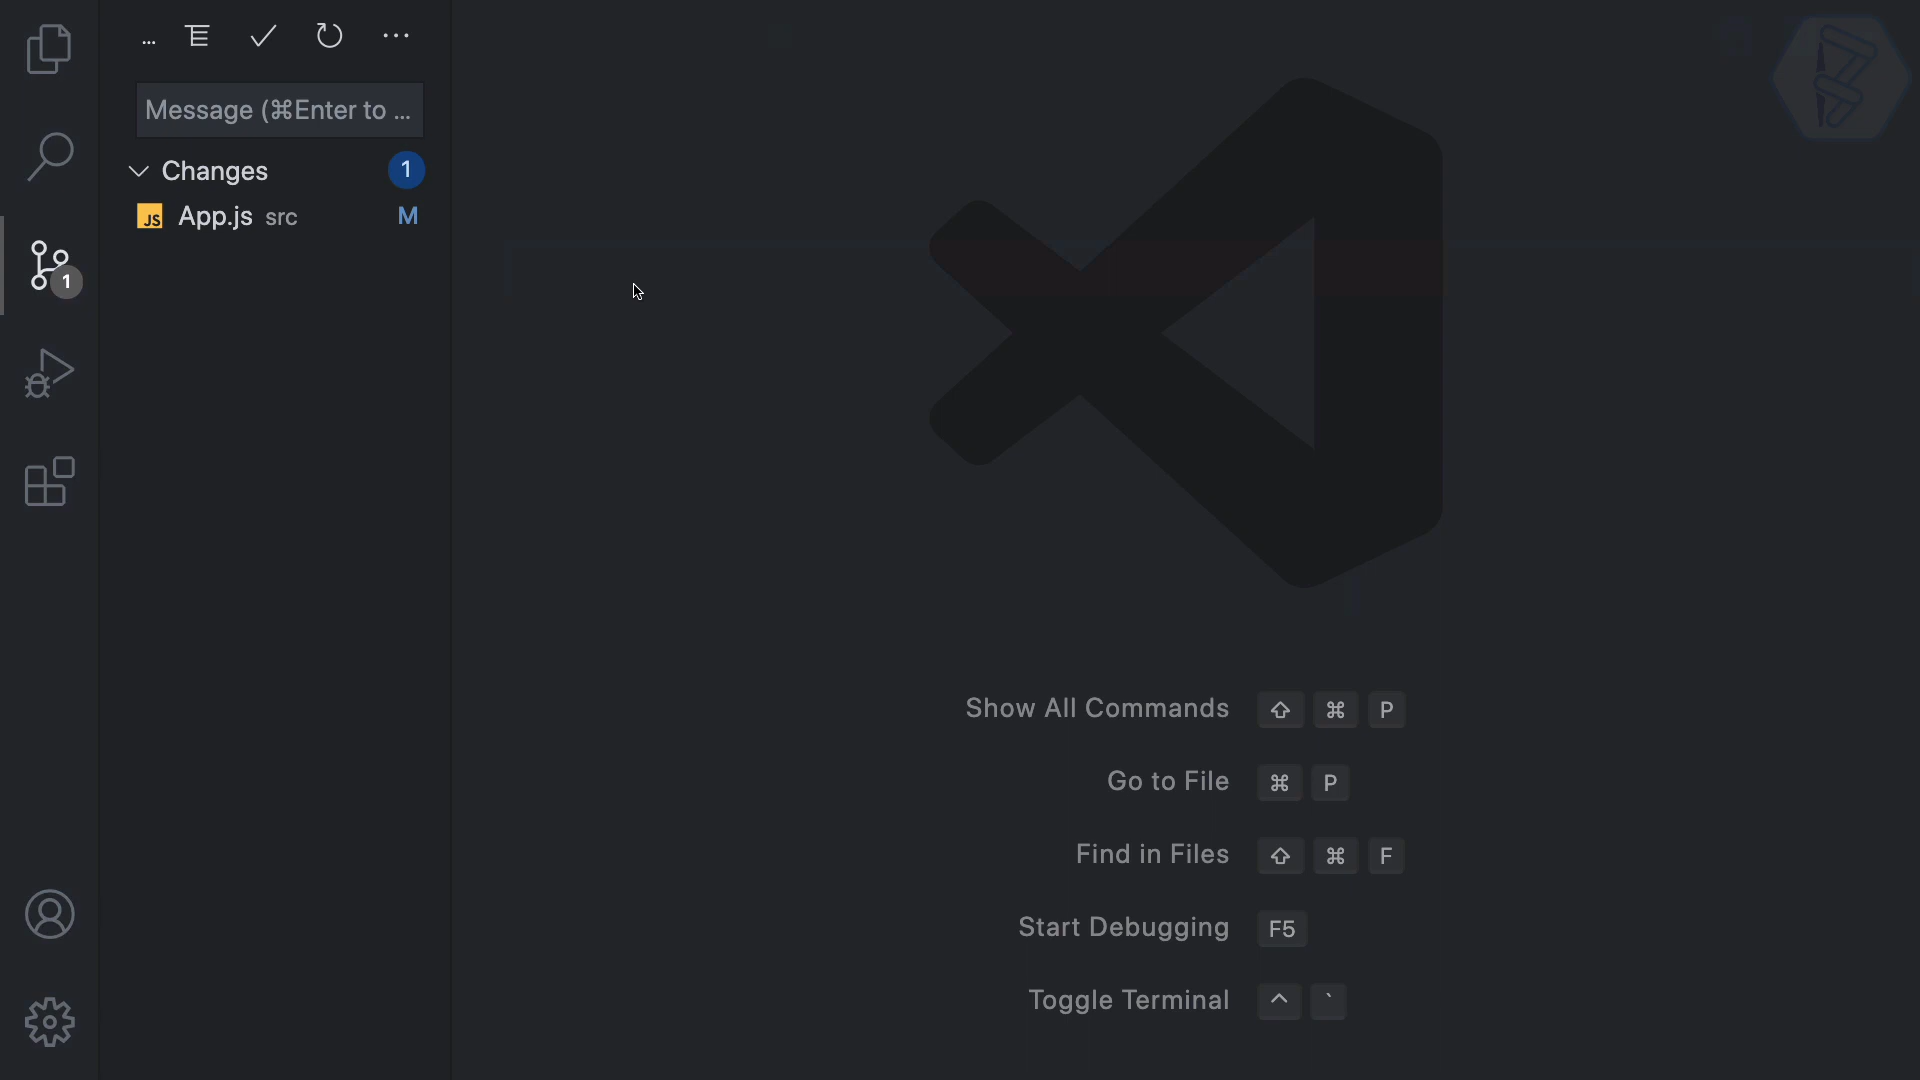 ...
Message (⌘Enter to ...
Changes 1
JS App.js src M
1
Show All Commands ⇧ ⌘ P
Go to File ⌘ P
Find in Files ⇧ ⌘ F
Start Debugging F5
Toggle Terminal ^ `